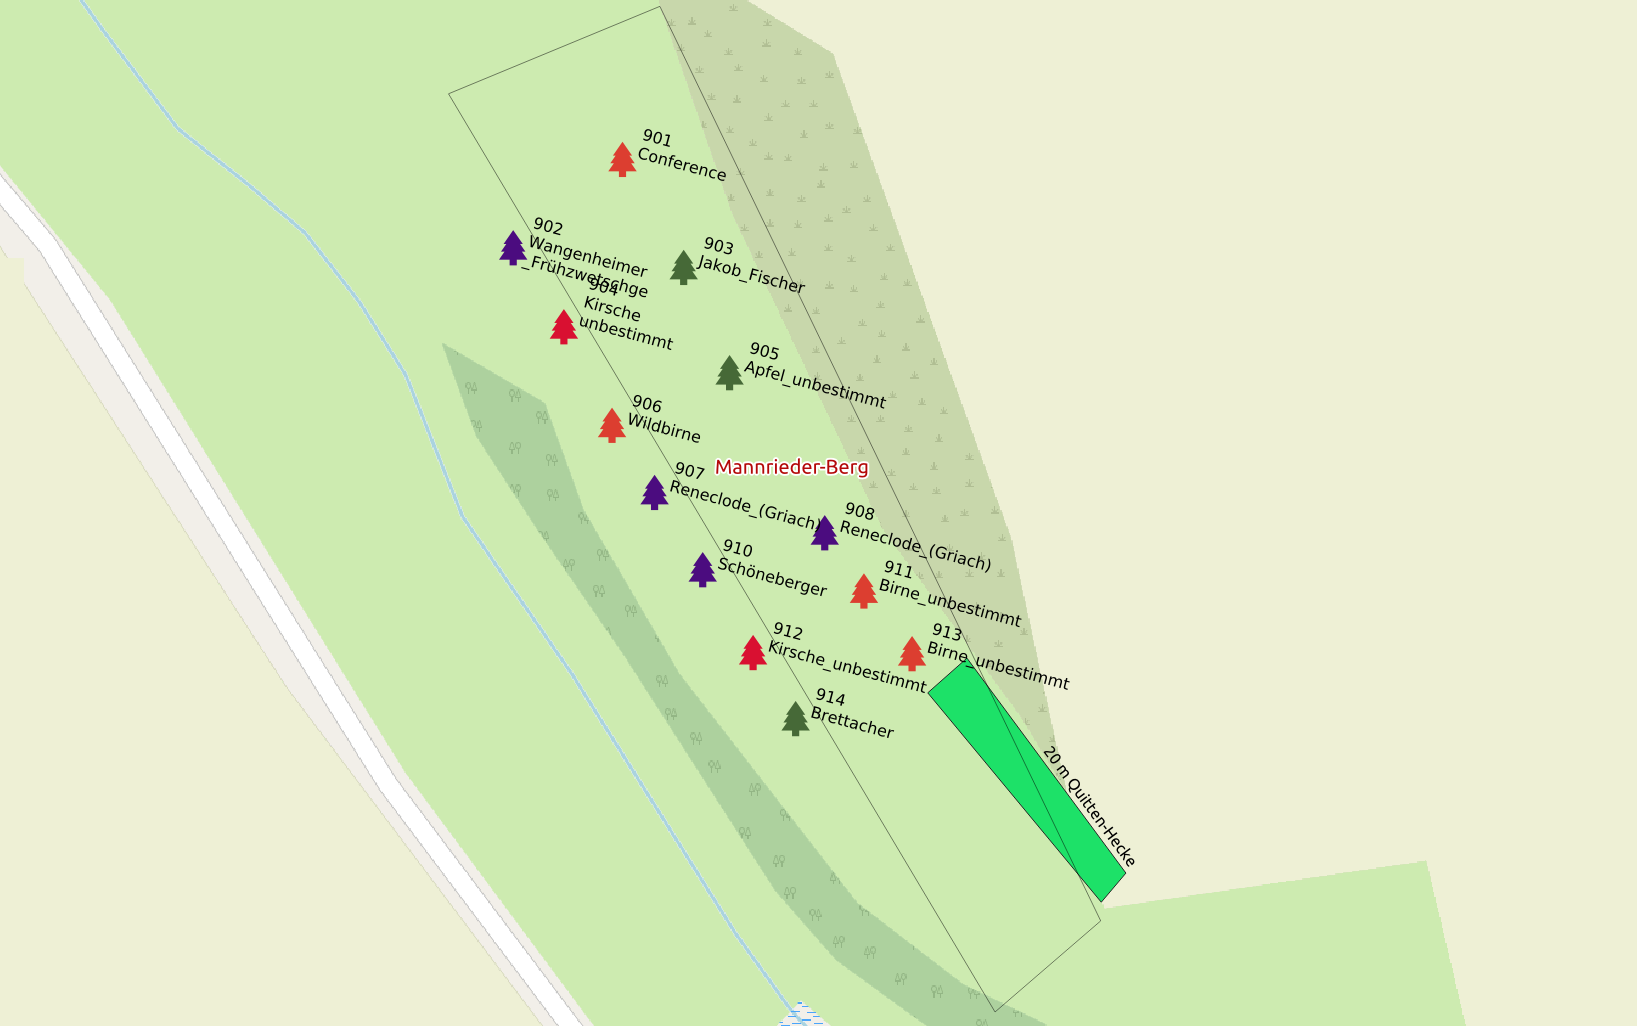 901
Conference
902
Wangenheimer
_Frühzwetschge
903
Jakob_Fischer
904
Kirsche
unbestimmt
905
Apfel_unbestimmt
906
Wildbirne
Mannrieder-Berg
907
Reneclode_(Griach)
908
Reneclode_(Griach)
910
Schöneberger
911
Birne_unbestimmt
912
Kirsche_unbestimmt
913
Birne_unbestimmt
914
Brettacher
20 m Quitten-Hecke